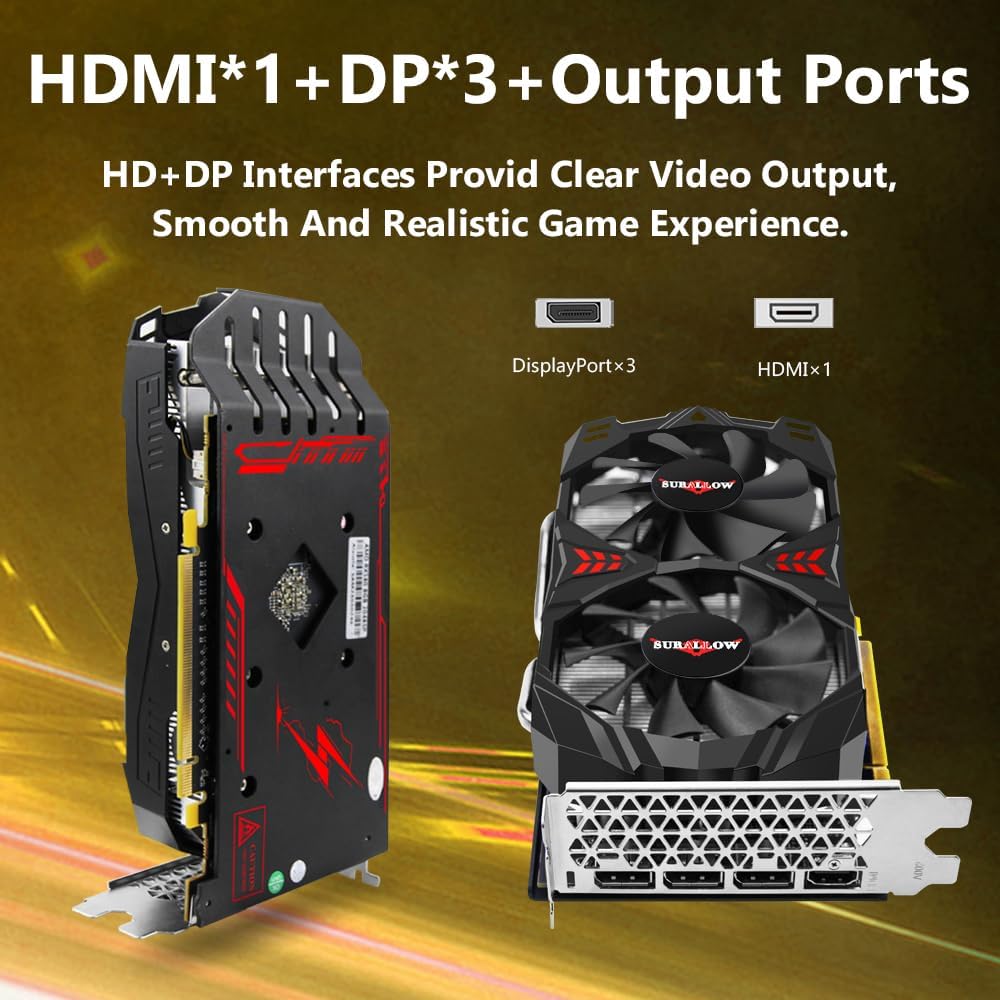 HDMI*1+DP*3+Output Ports
HD+DP Interfaces Provid Clear Video Output,
Smooth And Realistic Game Experience.
DisplayPort×3
HDMI×1
SURALLOW
SURALLOW
CAUTION